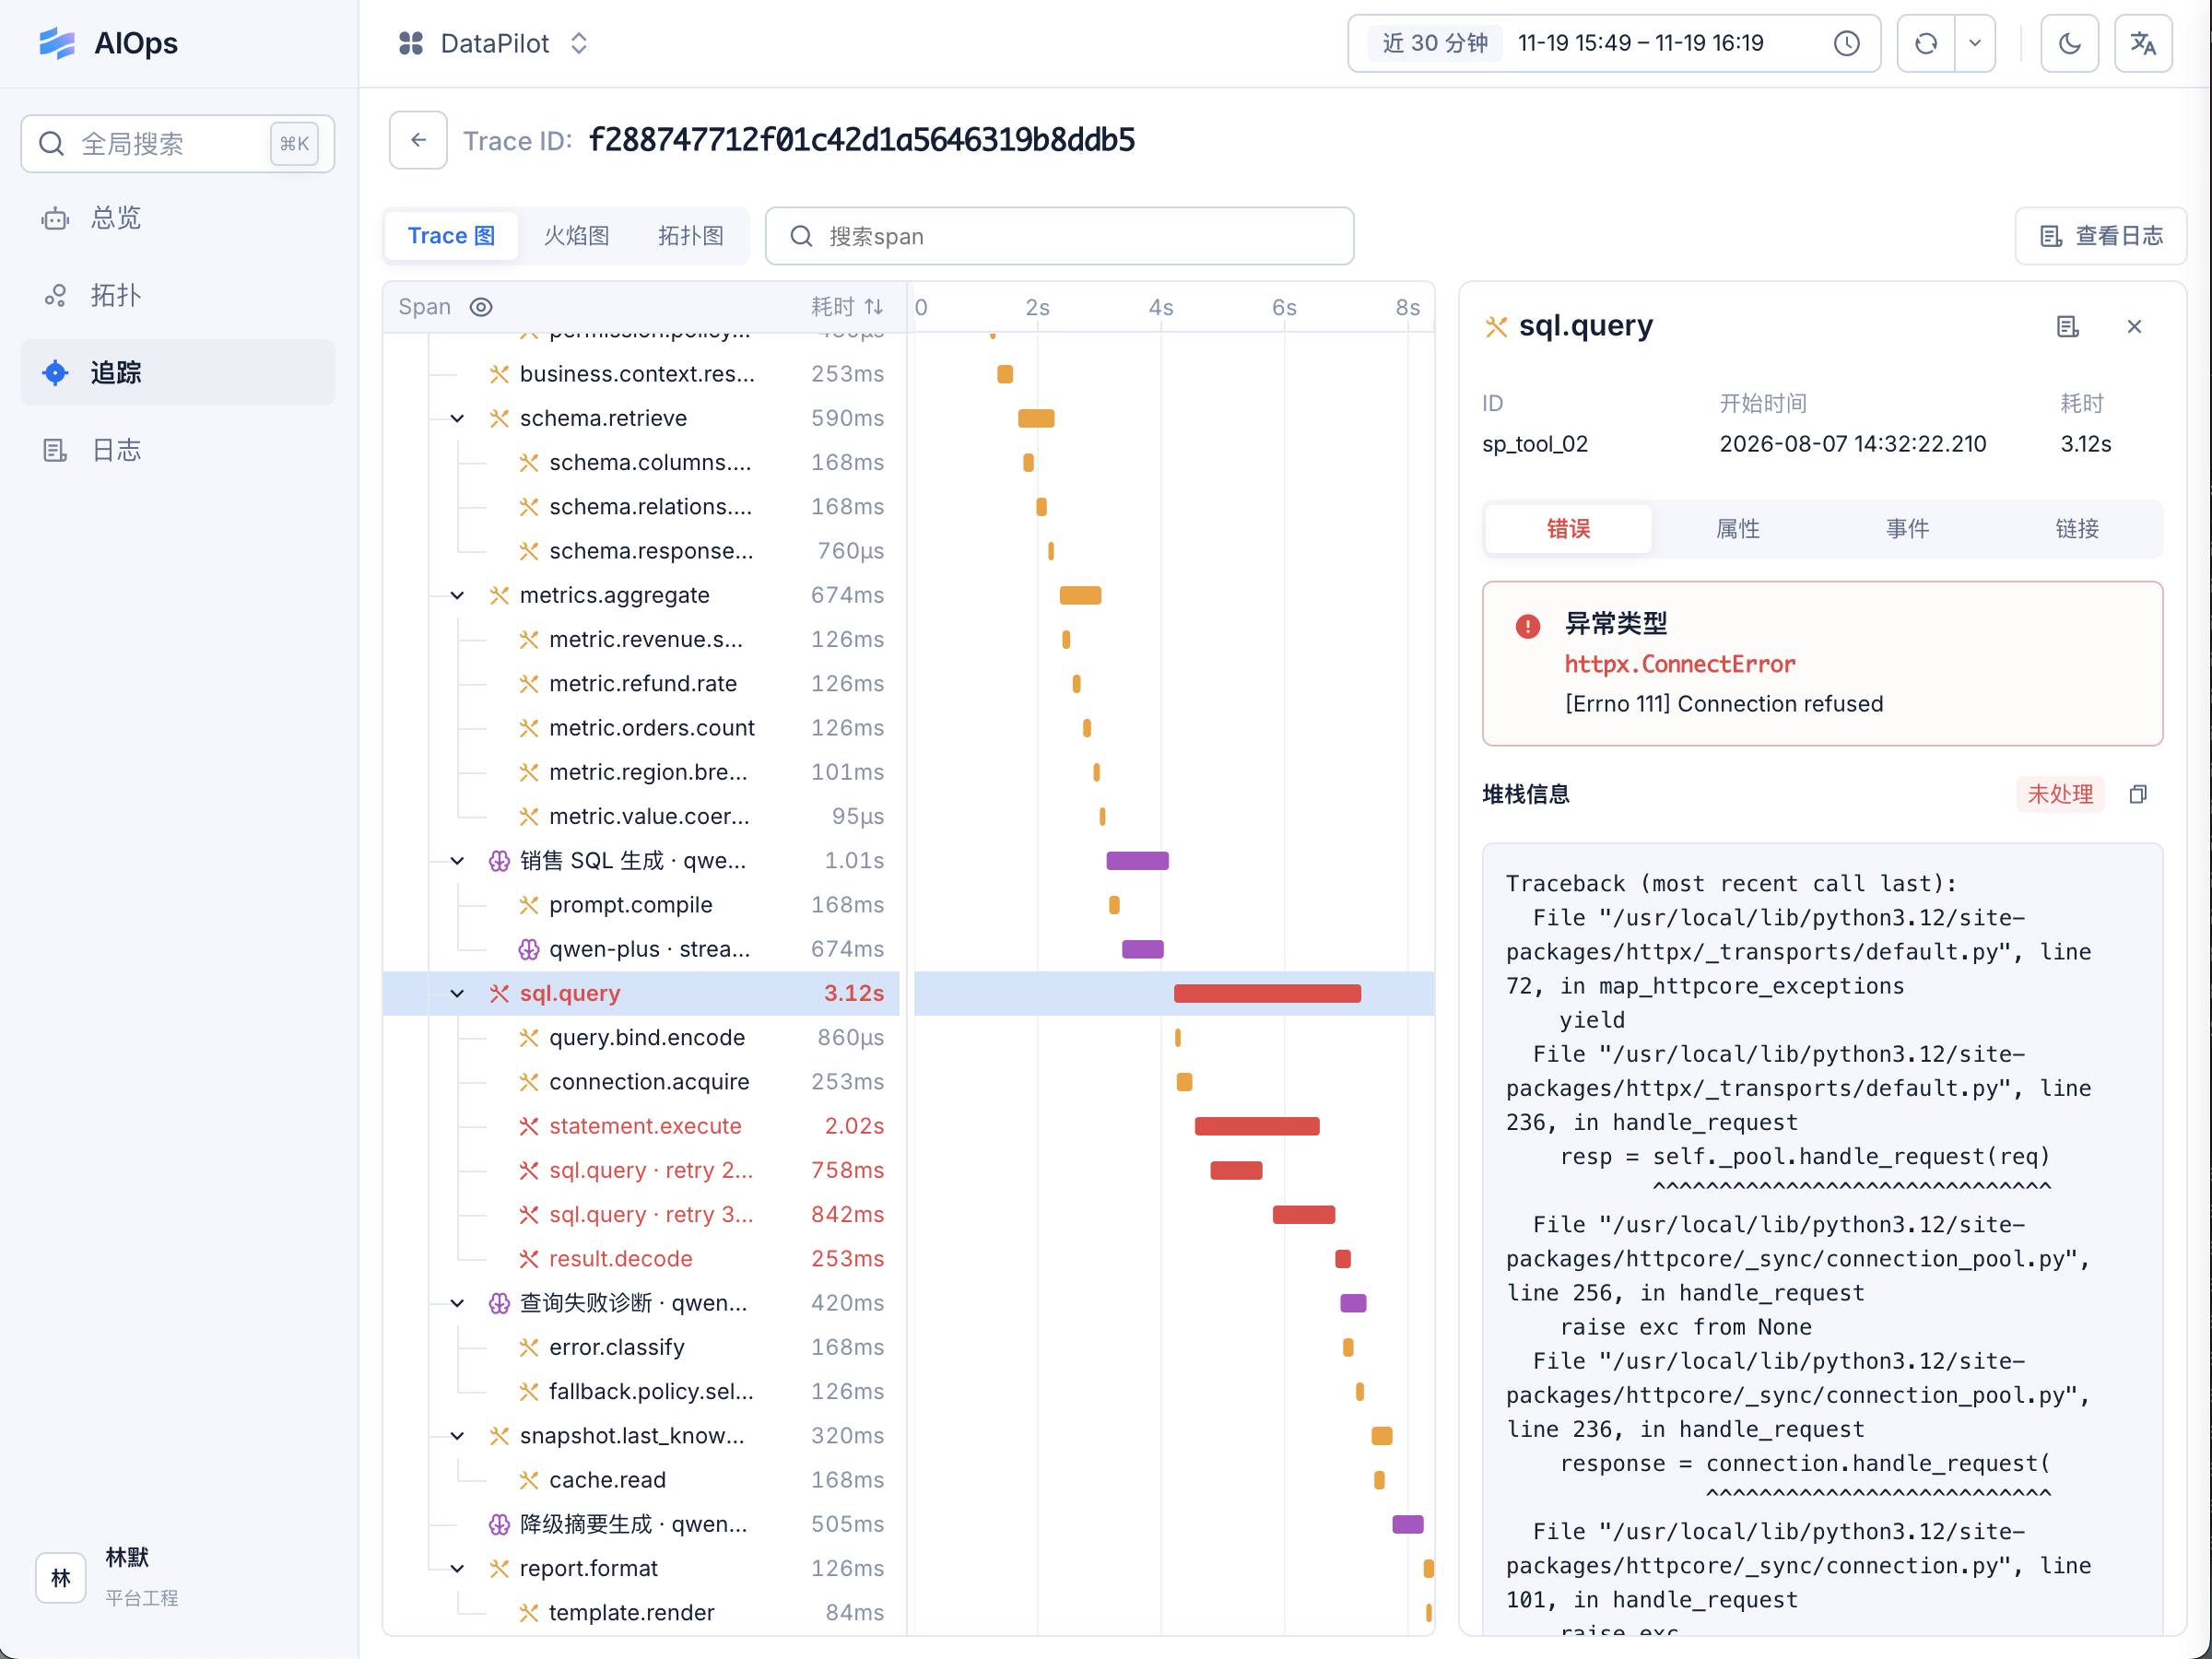 AIOps
DataPilot
近 30 分钟
11-19 15:49 – 11-19 16:19
全局搜索
⌘K
总览
拓扑
追踪
日志
林
林默
平台工程
Trace ID: f288747712f01c42d1a5646319b8ddb5
Trace 图
火焰图
拓扑图
搜索span
查看日志
Span
耗时
0
2s
4s
6s
8s
business.context.res... 253ms
schema.retrieve 590ms
schema.columns.... 168ms
schema.relations.... 168ms
schema.response... 760µs
metrics.aggregate 674ms
metric.revenue.s... 126ms
metric.refund.rate 126ms
metric.orders.count 126ms
metric.region.bre... 101ms
metric.value.coer... 95µs
销售 SQL 生成 · qwe... 1.01s
prompt.compile 168ms
qwen-plus · strea... 674ms
sql.query 3.12s
query.bind.encode 860µs
connection.acquire 253ms
statement.execute 2.02s
sql.query · retry 2... 758ms
sql.query · retry 3... 842ms
result.decode 253ms
查询失败诊断 · qwen... 420ms
error.classify 168ms
fallback.policy.sel... 126ms
snapshot.last_know... 320ms
cache.read 168ms
降级摘要生成 · qwen... 505ms
report.format 126ms
template.render 84ms
sql.query
ID
开始时间
耗时
sp_tool_02
2026-08-07 14:32:22.210
3.12s
错误
属性
事件
链接
异常类型
httpx.ConnectError
[Errno 111] Connection refused
堆栈信息
未处理
Traceback (most recent call last):
File "/usr/local/lib/python3.12/site-
packages/httpx/_transports/default.py", line
72, in map_httpcore_exceptions
yield
File "/usr/local/lib/python3.12/site-
packages/httpx/_transports/default.py", line
236, in handle_request
resp = self._pool.handle_request(req)
^^^^^^^^^^^^^^^^^^^^^^^^^^^^^^
File "/usr/local/lib/python3.12/site-
packages/httpcore/_sync/connection_pool.py",
line 256, in handle_request
raise exc from None
File "/usr/local/lib/python3.12/site-
packages/httpcore/_sync/connection_pool.py",
line 236, in handle_request
response = connection.handle_request(
^^^^^^^^^^^^^^^^^^^^^^^^^^
File "/usr/local/lib/python3.12/site-
packages/httpcore/_sync/connection.py", line
101, in handle_request
raise exc